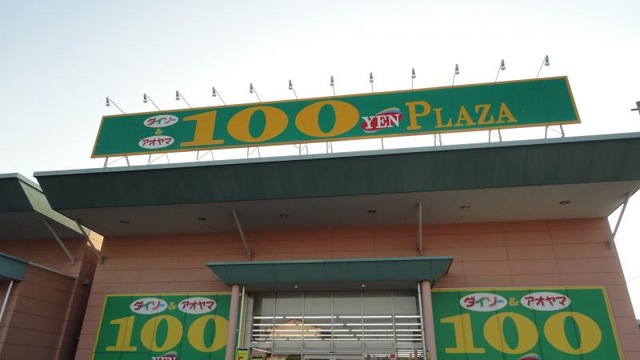 ダイソー
&
アオヤマ
100 YEN PLAZA
ダイソー & アオヤマ
100
YEN
ダイソー & アオヤマ
100